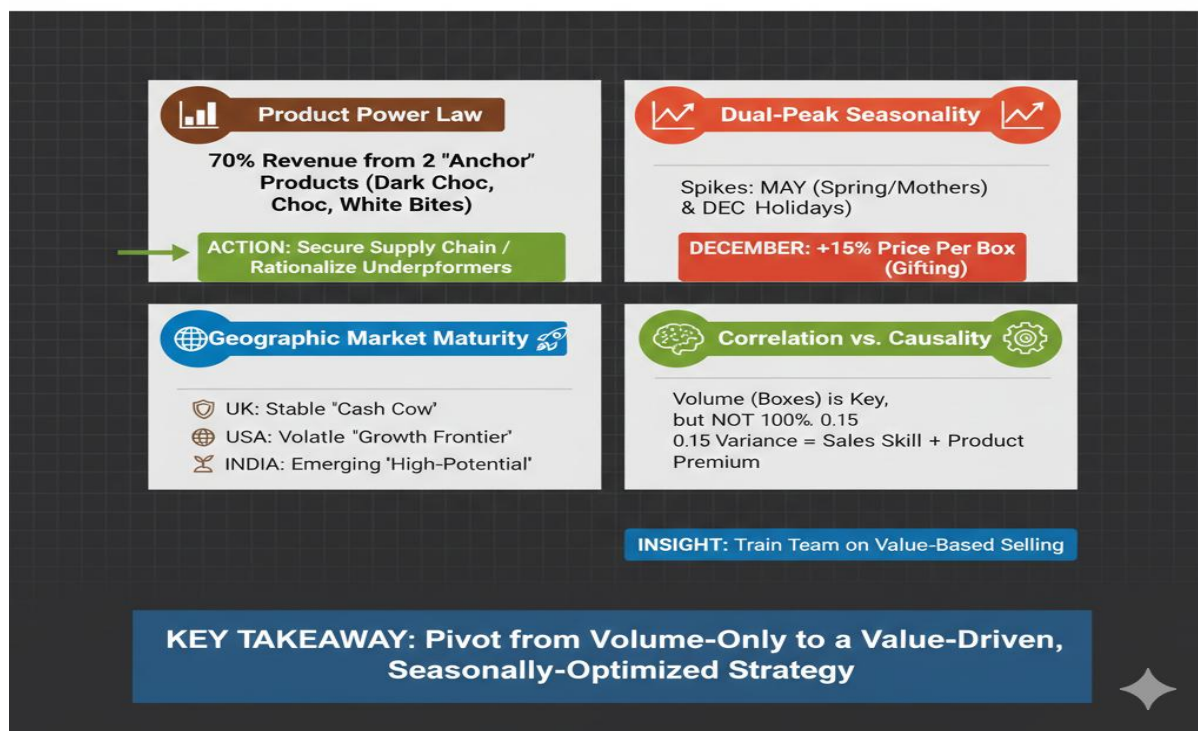 Product Power Law
70% Revenue from 2 "Anchor"
Products (Dark Choc,
Choc, White Bites)
ACTION: Secure Supply Chain /
Rationalize Underpformers
Dual-Peak Seasonality
Spikes: MAY (Spring/Mothers)
& DEC Holidays)
DECEMBER: +15% Price Per Box
(Gifting)
Geographic Market Maturity
UK: Stable "Cash Cow"
USA: Volatle "Growth Frontier"
INDIA: Emerging "High-Potential"
Correlation vs. Causality
Volume (Boxes) is Key,
but NOT 100%. 0.15
0.15 Variance = Sales Skill + Product
Premium
INSIGHT: Train Team on Value-Based Selling
KEY TAKEAWAY: Pivot from Volume-Only to a Value-Driven,
Seasonally-Optimized Strategy